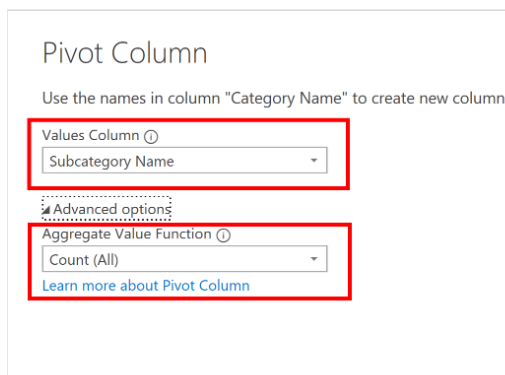 Pivot Column
Use the names in column "Category Name" to create new column
Values Column
Subcategory Name
Advanced options
Aggregate Value Function
Count (All)
Learn more about Pivot Column